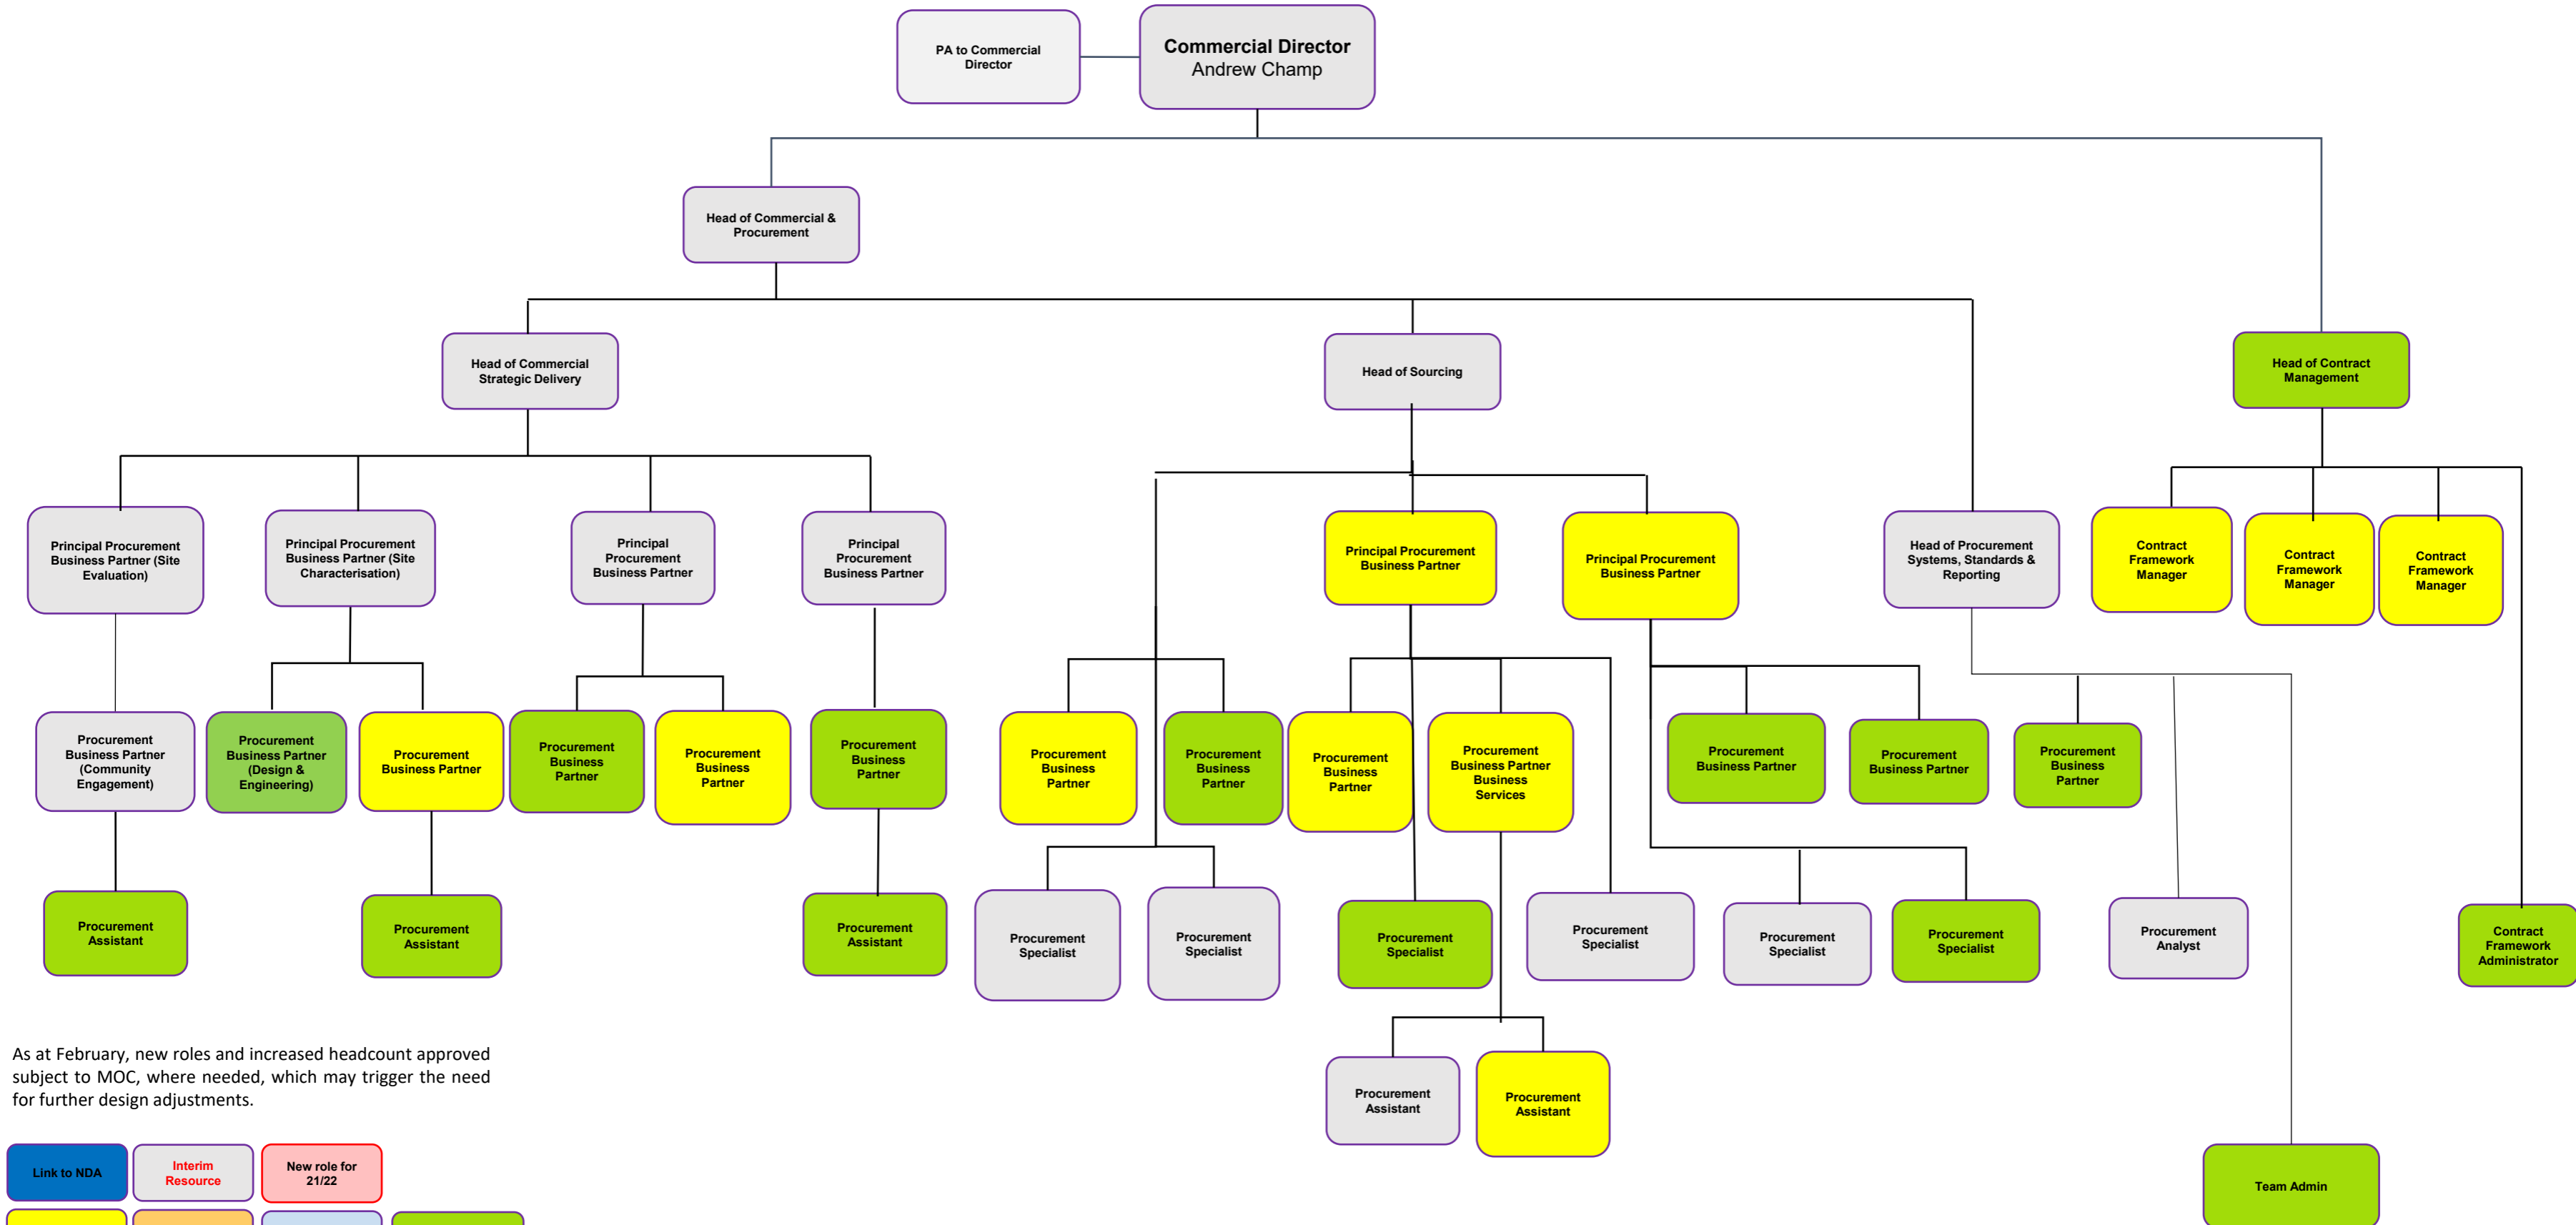 PA to Commercial
Director
Commercial Director
Andrew Champ
Head of Commercial &
Procurement
Head of Commercial
Strategic Delivery
Head of Sourcing
Head of Contract
Management
Principal Procurement
Business Partner (Site
Evaluation)
Principal Procurement
Business Partner (Site
Characterisation)
Principal
Procurement
Business Partner
Principal
Procurement
Business Partner
Principal Procurement
Business Partner
Principal Procurement
Business Partner
Head of Procurement
Systems, Standards &
Reporting
Contract
Framework
Manager
Contract
Framework
Manager
Contract
Framework
Manager
Procurement
Business Partner
(Community
Engagement)
Procurement
Business Partner
(Design &
Engineering)
Procurement
Business Partner
Procurement
Business
Partner
Procurement
Business
Partner
Procurement
Business
Partner
Procurement
Business
Partner
Procurement
Business
Partner
Procurement
Business
Partner
Procurement
Business Partner
Business
Services
Procurement
Business Partner
Procurement
Business Partner
Procurement
Business
Partner
Procurement
Assistant
Procurement
Assistant
Procurement
Assistant
Procurement
Specialist
Procurement
Specialist
Procurement
Specialist
Procurement
Specialist
Procurement
Specialist
Procurement
Specialist
Procurement
Analyst
Contract
Framework
Administrator
Procurement
Assistant
Procurement
Assistant
Team Admin
As at February, new roles and increased headcount approved
subject to MOC, where needed, which may trigger the need
for further design adjustments.
Link to NDA
Interim
Resource
New role for
21/22